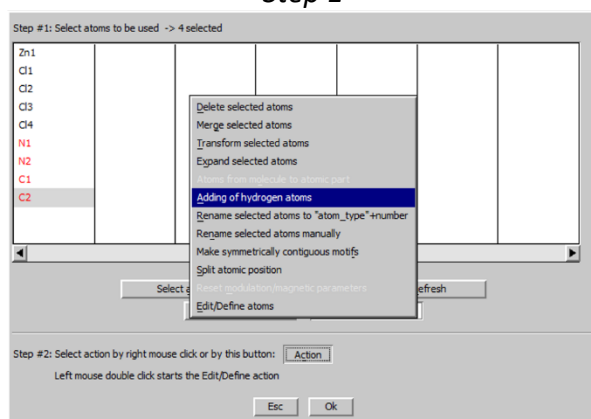 Step #1: Select atoms to be used -> 4 selected
Zn1
Cl1
Cl2
Cl3
Cl4
N1
N2
C1
C2
Delete selected atoms
Merge selected atoms
Transform selected atoms
Expand selected atoms
Atoms from molecule to atomic part
Adding of hydrogen atoms
Rename selected atoms to "atom_type"+number
Rename selected atoms manually
Make symmetrically contiguous motifs
Split atomic position
Reset modulation/magnetic parameters
Edit/Define atoms
Select
efresh
Step #2: Select action by right mouse click or by this button: Action
Left mouse double click starts the Edit/Define action
Esc Ok